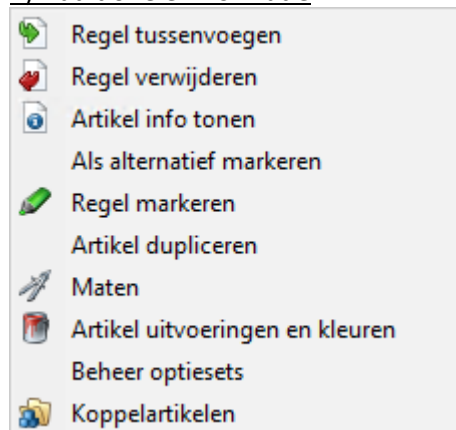 Regel tussenvoegen
Regel verwijderen
Artikel info tonen
Als alternatief markeren
Regel markeren
Artikel dupliceren
Maten
Artikel uitvoeringen en kleuren
Beheer optiesets
Koppelartikelen